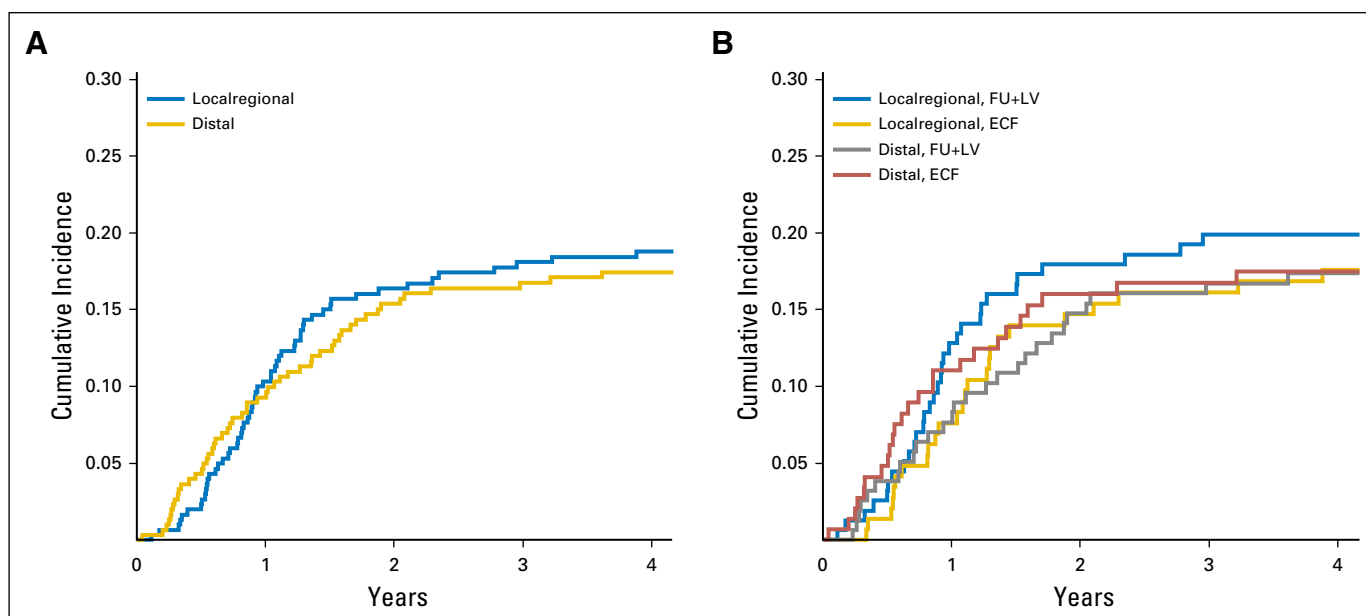 A
0.30
0.25
0.20
0.15
0.10
0.05
Cumulative Incidence
Localregional
Distal
0
1
2
3
4
Years
B
0.30
0.25
0.20
0.15
0.10
0.05
Cumulative Incidence
Localregional, FU+LV
Localregional, ECF
Distal, FU+LV
Distal, ECF
0
1
2
3
4
Years